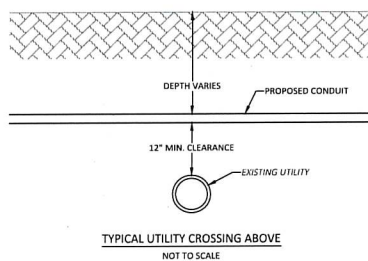 DEPTH VARIES
PROPOSED CONDUIT
12" MIN. CLEARANCE
EXISTING UTILITY
TYPICAL UTILITY CROSSING ABOVE
NOT TO SCALE